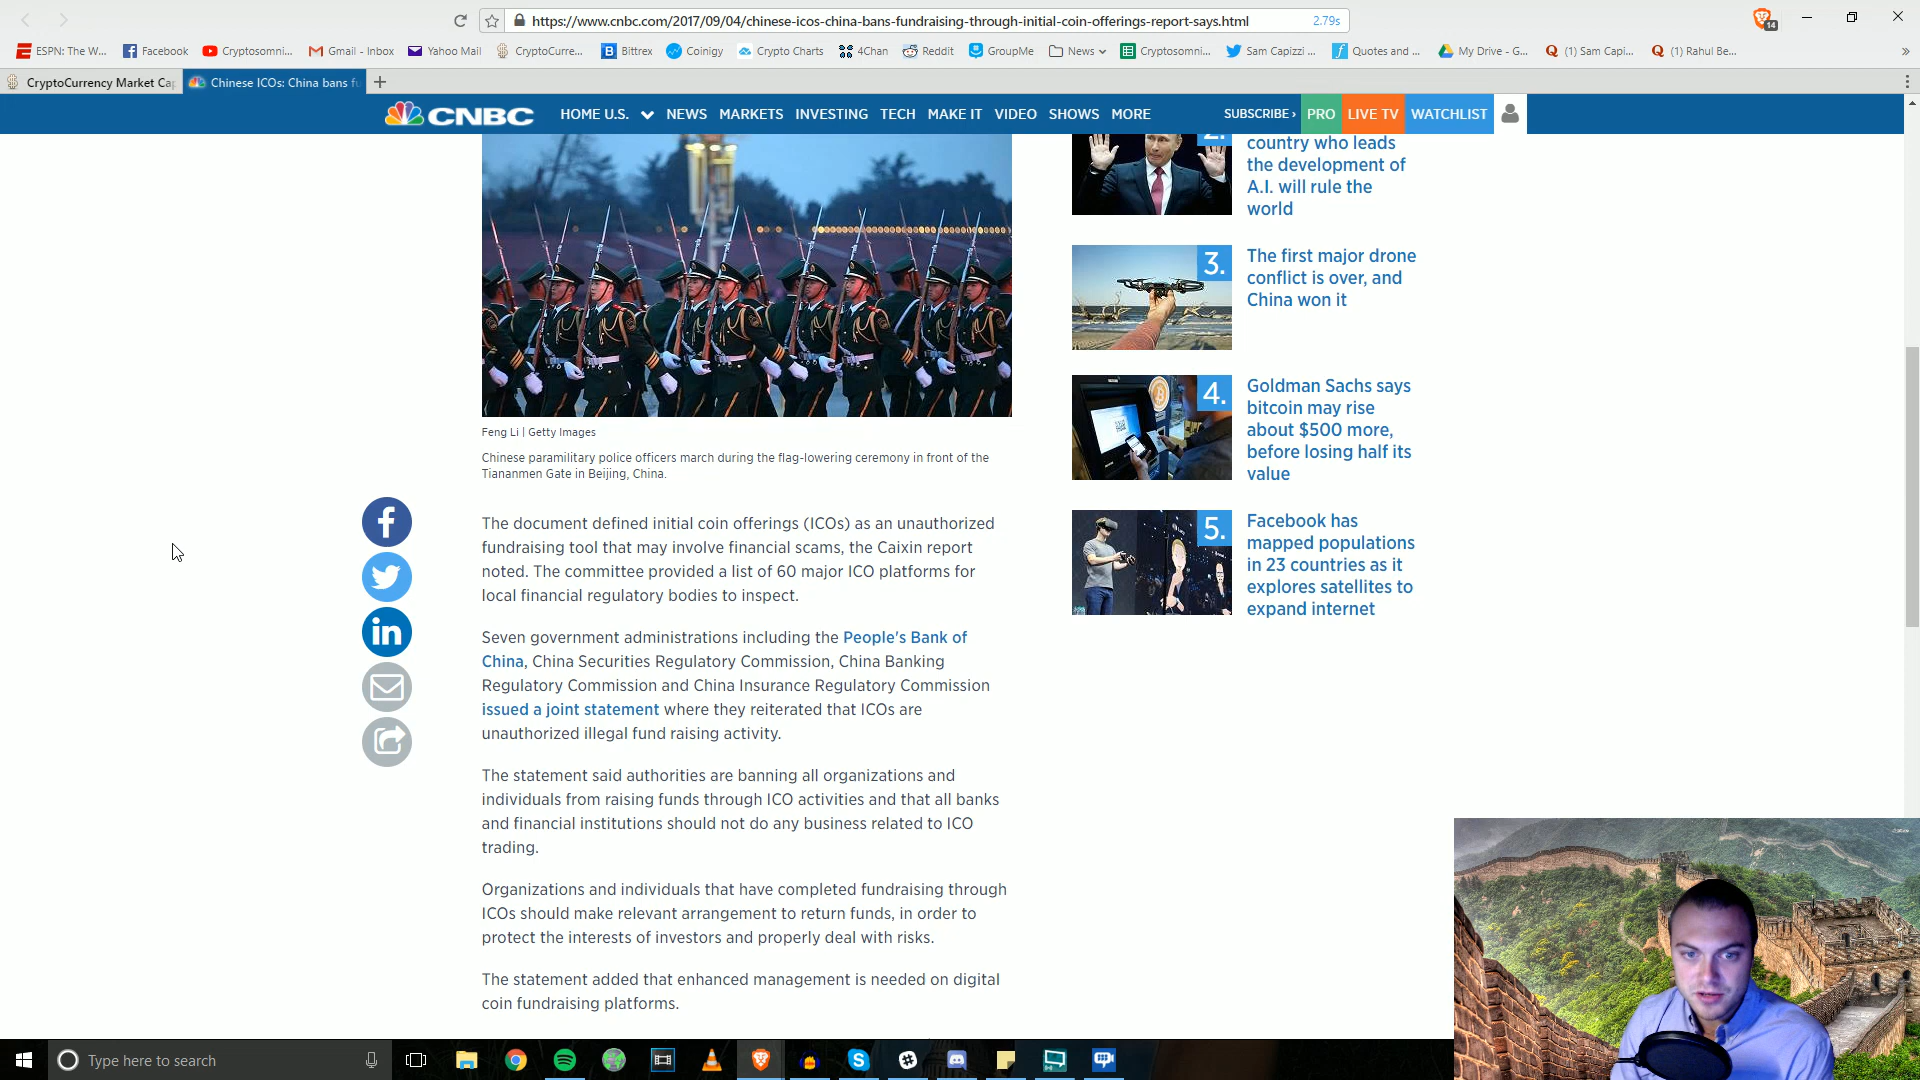 https://www.cnbc.com/2017/09/04/chinese-icos-china-bans-fundraising-through-initial-coin-offerings-report-says.html
2.79s
14
ESPN: The W...
Facebook
Cryptosomni...
Gmail - Inbox
Yahoo Mail
CryptoCurre...
Bittrex
Coinigy
Crypto Charts
4Chan
Reddit
GroupMe
News
Cryptosomni...
Sam Capizzi ...
Quotes and ...
My Drive - G...
(1) Sam Capi...
(1) Rahul Be...
CryptoCurrency Market Ca
Chinese ICOs: China bans fu
CNBC
HOME U.S.
NEWS
MARKETS
INVESTING
TECH
MAKE IT
VIDEO
SHOWS
MORE
SUBSCRIBE ›
PRO
LIVE TV
WATCHLIST
Feng Li | Getty Images
Chinese paramilitary police officers march during the flag-lowering ceremony in front of the
Tiananmen Gate in Beijing, China.
The document defined initial coin offerings (ICOs) as an unauthorized
fundraising tool that may involve financial scams, the Caixin report
noted. The committee provided a list of 60 major ICO platforms for
local financial regulatory bodies to inspect.
Seven government administrations including the People's Bank of
China, China Securities Regulatory Commission, China Banking
Regulatory Commission and China Insurance Regulatory Commission
issued a joint statement where they reiterated that ICOs are
unauthorized illegal fund raising activity.
The statement said authorities are banning all organizations and
individuals from raising funds through ICO activities and that all banks
and financial institutions should not do any business related to ICO
trading.
Organizations and individuals that have completed fundraising through
ICOs should make relevant arrangement to return funds, in order to
protect the interests of investors and properly deal with risks.
The statement added that enhanced management is needed on digital
coin fundraising platforms.
2.
country who leads
the development of
A.I. will rule the
world
3.
The first major drone
conflict is over, and
China won it
4.
Goldman Sachs says
bitcoin may rise
about $500 more,
before losing half its
value
5.
Facebook has
mapped populations
in 23 countries as it
explores satellites to
expand internet
Type here to search